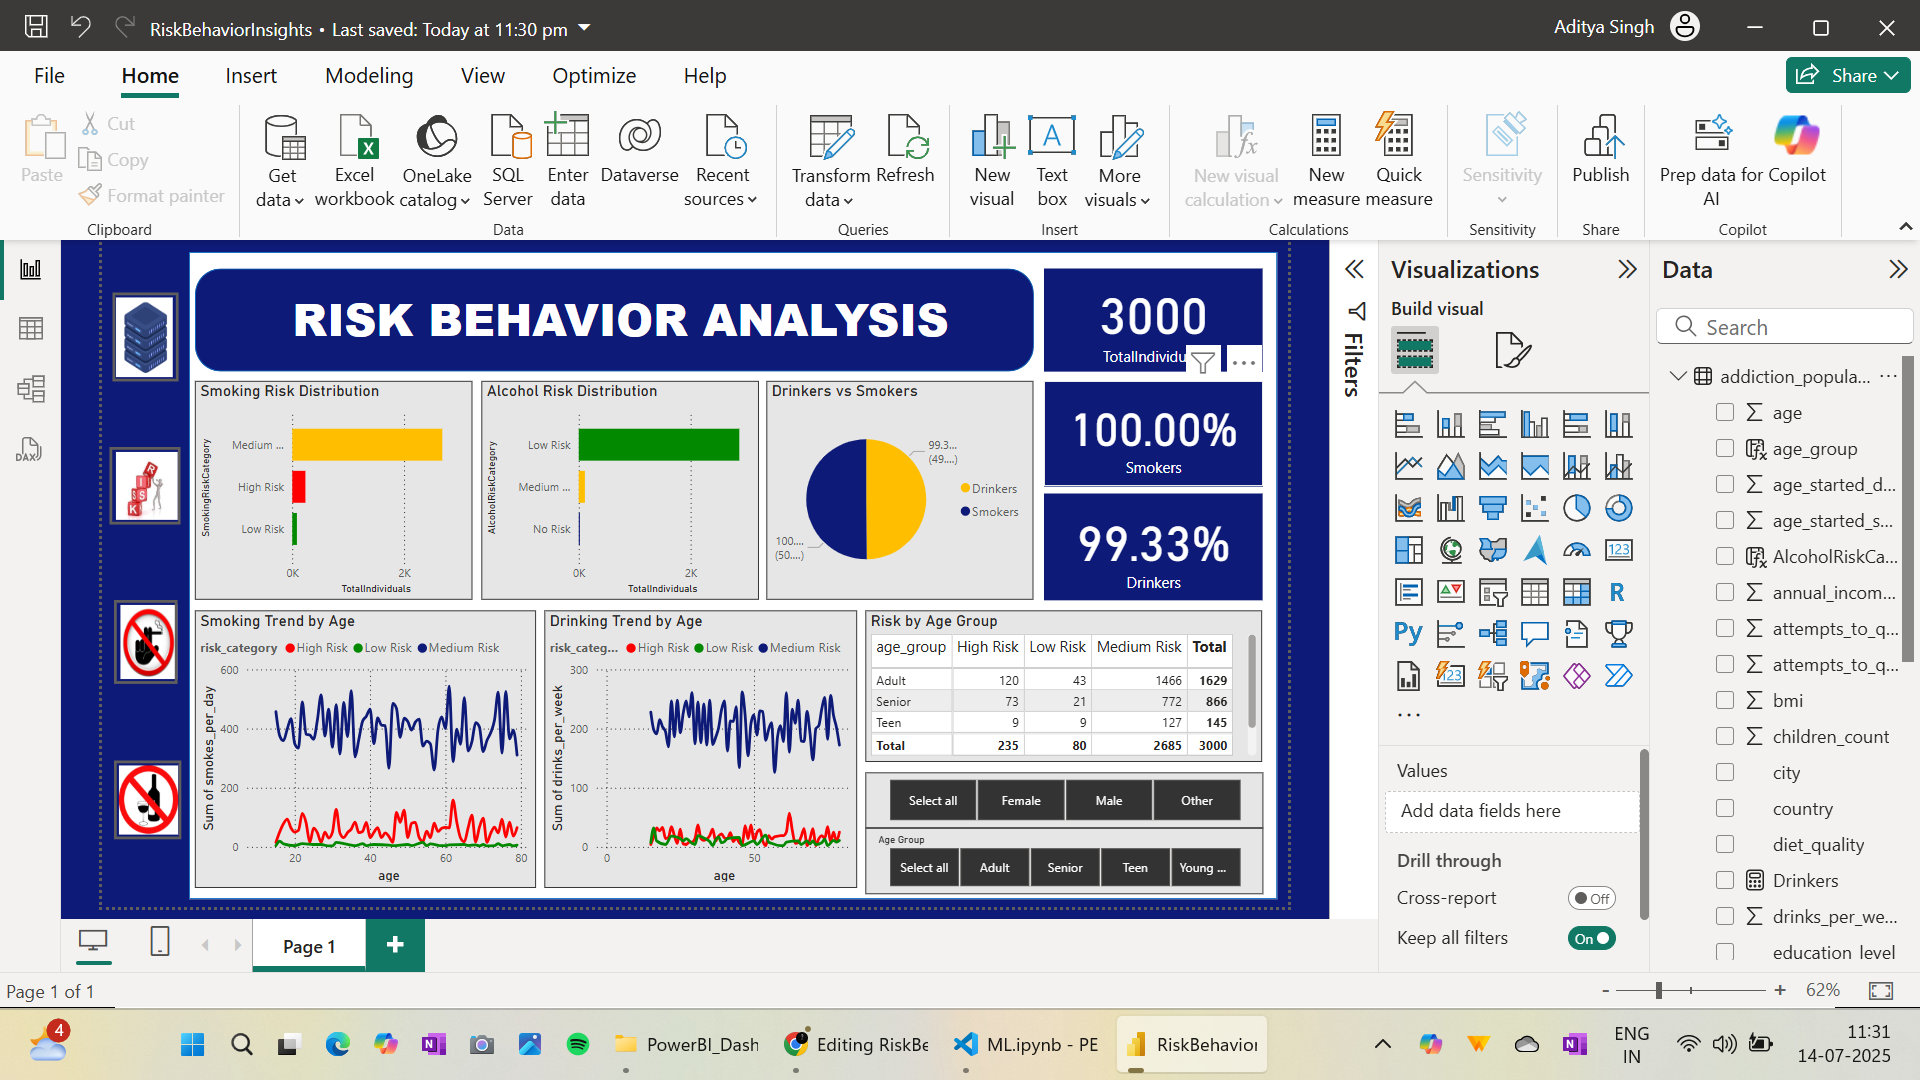 RiskBehaviorInsights • Last saved: Today at 11:30 pm
Aditya Singh
File Home Insert Modeling View Optimize Help
Share
Paste
Cut
Copy
Format painter
Clipboard
Get data
Excel workbook
OneLake catalog
SQL Server
Enter data
Dataverse
Recent sources
Data
Transform data
Refresh
Queries
New visual
Text box
More visuals
Insert
New visual calculation
New measure
Quick measure
Calculations
Sensitivity
Sensitivity
Publish
Share
Prep data for AI
Copilot
Copilot
RISK BEHAVIOR ANALYSIS
3000
TotalIndividu
Smoking Risk Distribution
SmokingRiskCategory
Medium ...
High Risk
Low Risk
0K 2K
TotalIndividuals
Alcohol Risk Distribution
AlcoholRiskCategory
Low Risk
Medium ...
No Risk
0K 2K
TotalIndividuals
Drinkers vs Smokers
99.3...
(49....)
Drinkers
Smokers
100....
(50....)
100.00%
Smokers
99.33%
Drinkers
Smoking Trend by Age
risk_category High Risk Low Risk Medium Risk
Sum of smokes_per_day
600
400
200
0
20 40 60 80
age
Drinking Trend by Age
risk_categ... High Risk Low Risk Medium Risk
Sum of drinks_per_week
300
200
100
0
0 50
age
Risk by Age Group
age_group High Risk Low Risk Medium Risk Total
Adult 120 43 1466 1629
Senior 73 21 772 866
Teen 9 9 127 145
Total 235 80 2685 3000
Select all Female Male Other
Age Group
Select all Adult Senior Teen Young ...
RISK
Filters
Visualizations
Build visual
123
R
Py
123
Values
Add data fields here
Drill through
Cross-report Off
Keep all filters On
Data
Search
addiction_popula...
age
age_group
age_started_d...
age_started_s...
AlcoholRiskCa...
annual_incom...
attempts_to_q...
attempts_to_q...
bmi
children_count
city
country
diet_quality
Drinkers
drinks_per_we...
education_level
Page 1
Page 1 of 1
- + 62%
4
PowerBI_Dash
Editing RiskBe
ML.ipynb - PE
RiskBehavior
ENG
IN
11:31
14-07-2025